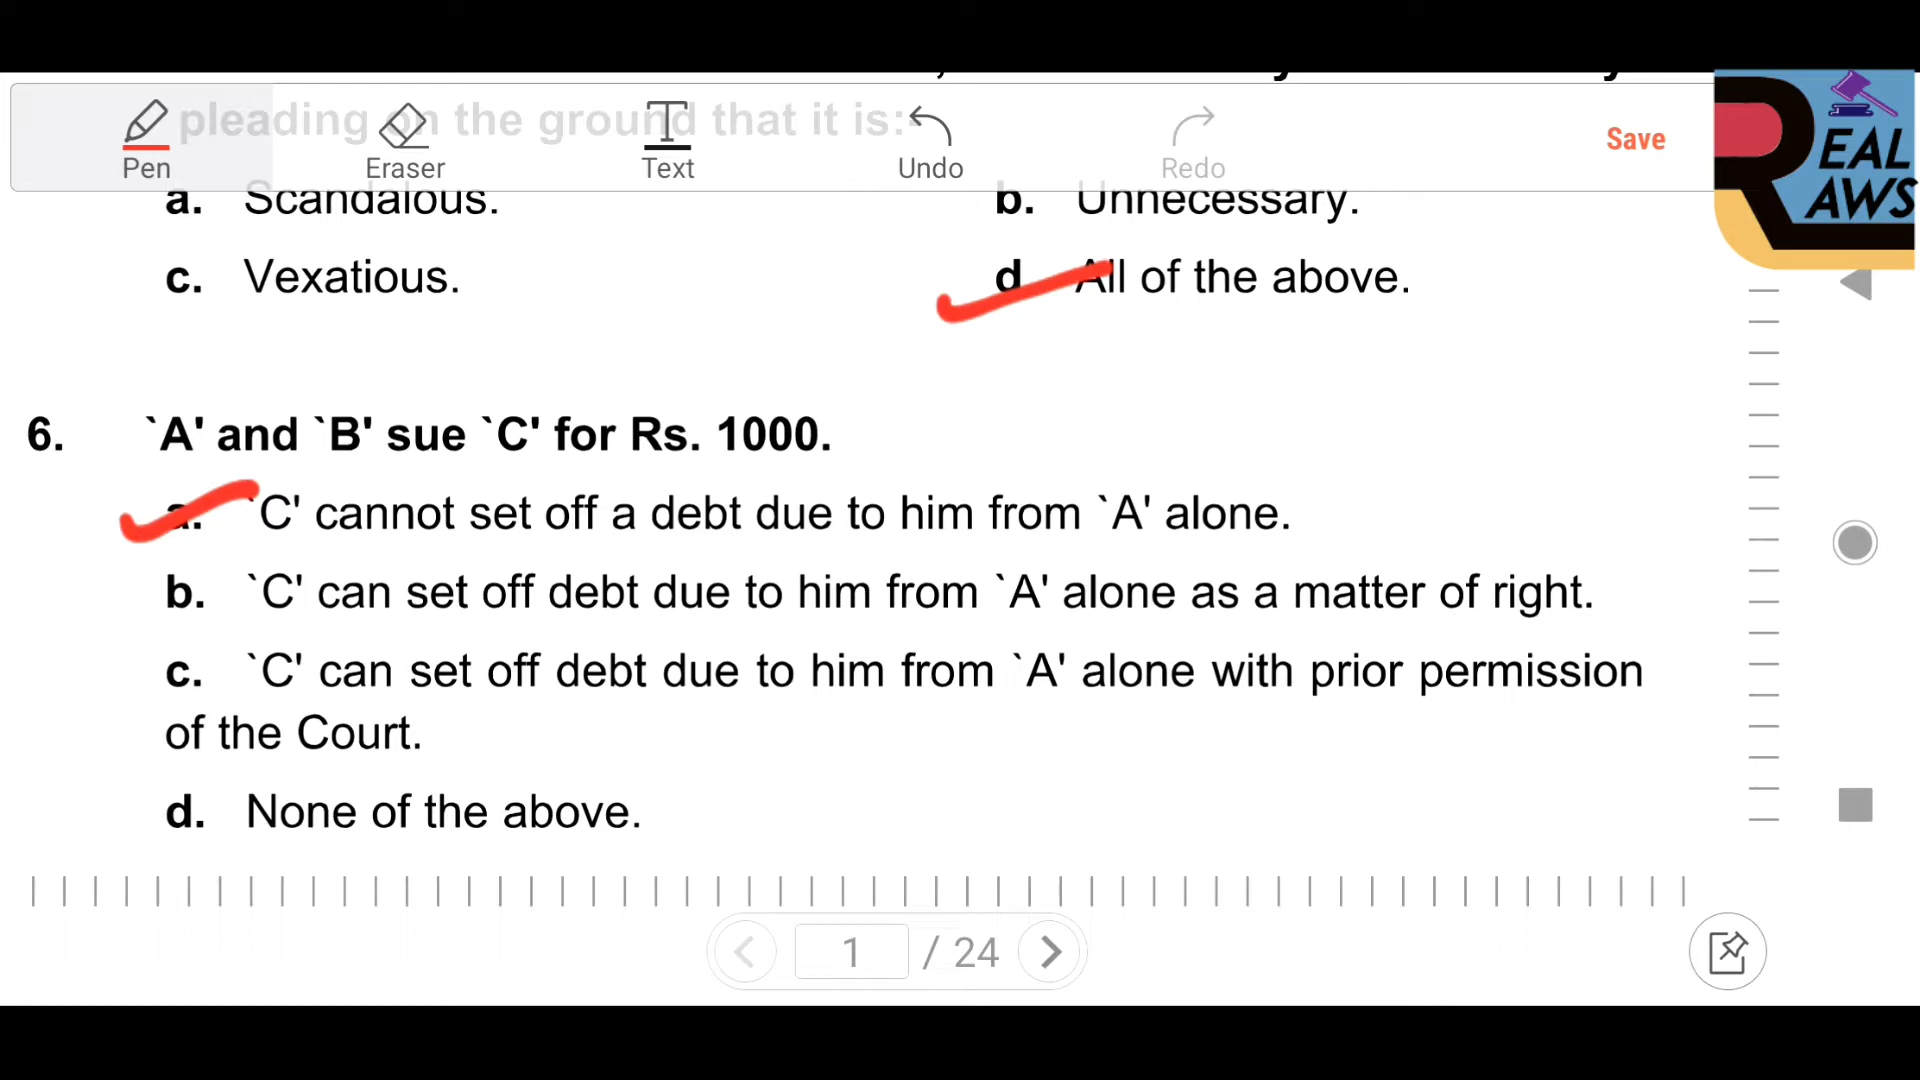 pleading on the ground that it is:-
Pen
Eraser
Text
Undo
Redo
Save
REAL
LAWS
a. Scandalous.
b. Unnecessary.
c. Vexatious.
d. All of the above.
6. `A' and `B' sue `C' for Rs. 1000.
a. `C' cannot set off a debt due to him from `A' alone.
b. `C' can set off debt due to him from `A' alone as a matter of right.
c. `C' can set off debt due to him from `A' alone with prior permission
of the Court.
d. None of the above.
1 / 24